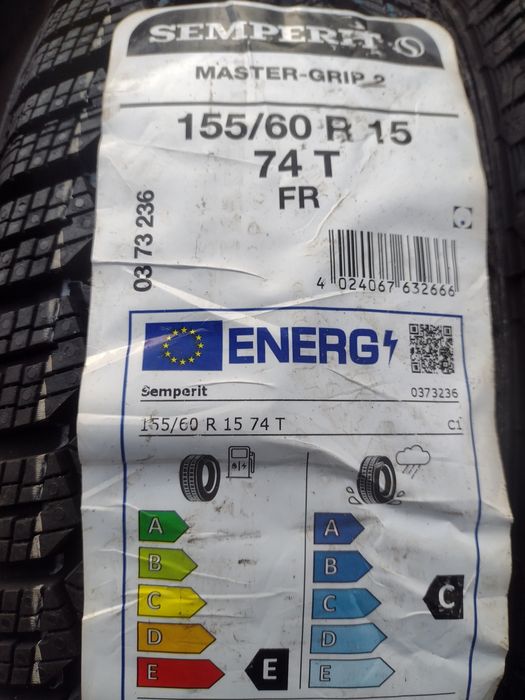 SEMPERIT
MASTER-GRIP 2
155/60 R 15
74 T
FR
03 73 236
4 024067 632666
ENERG
Semperit 0373236
155/60 R 15 74 T C1
A A
B B
C C C
D D
E E E